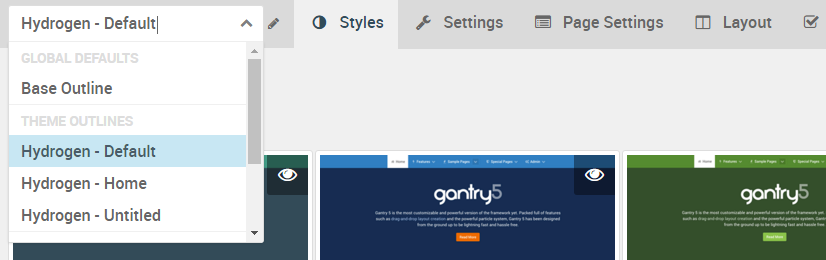 Hydrogen - Default
Styles
Settings
Page Settings
Layout
GLOBAL DEFAULTS
Base Outline
THEME OUTLINES
Hydrogen - Default
Hydrogen - Home
Hydrogen - Untitled
Home Features Sample Pages Special Pages Admin
gantry5
Gantry 5 is the most customizable and powerful version of the framework yet. Packed full of features
such as drag-and-drop layout creation and the powerful particle system, Gantry 5 has been designed
from the ground up to be lightning fast and hassle free.
Read More
Home Features Sample Pages Special Pages
gantry5
Gantry 5 is the most customizable and powerful version of the framework yet. Packed full of features
such as drag-and-drop layout creation and the powerful particle system, Gantry 5 has been designed
from the ground up to be lightning fast and hassle free.
Read More